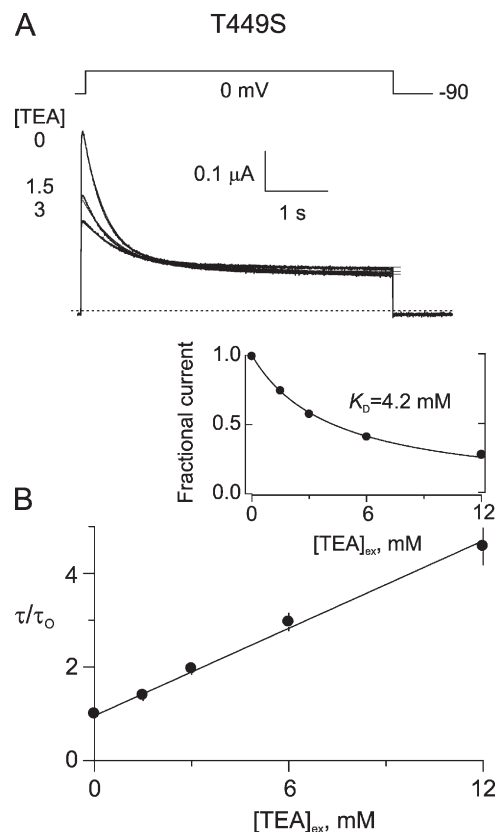 A
T449S
0 mV
-90
[TEA]
0
1.5
3
0.1 µA
1 s
Fractional current
1.0
0.5
0.0
K_D=4.2 mM
0 6 12
[TEA]ex, mM
B
τ/τO
4
2
0
0 6 12
[TEA]ex, mM